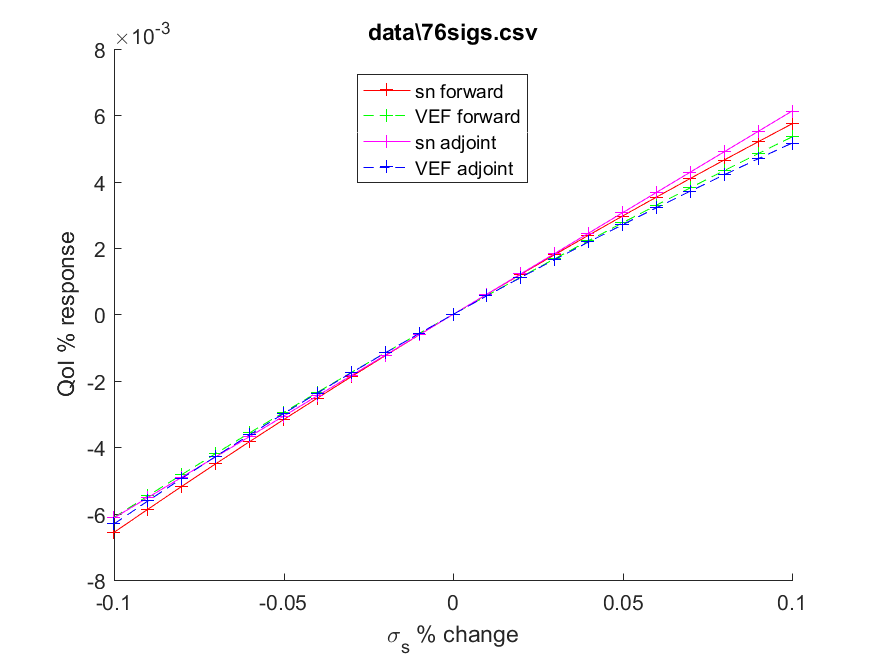 data\76sigs.csv
×10⁻³
8
6
4
2
0
-2
-4
-6
-8
QoI % response
sn forward
VEF forward
sn adjoint
VEF adjoint
-0.1 -0.05 0 0.05 0.1
σₛ % change